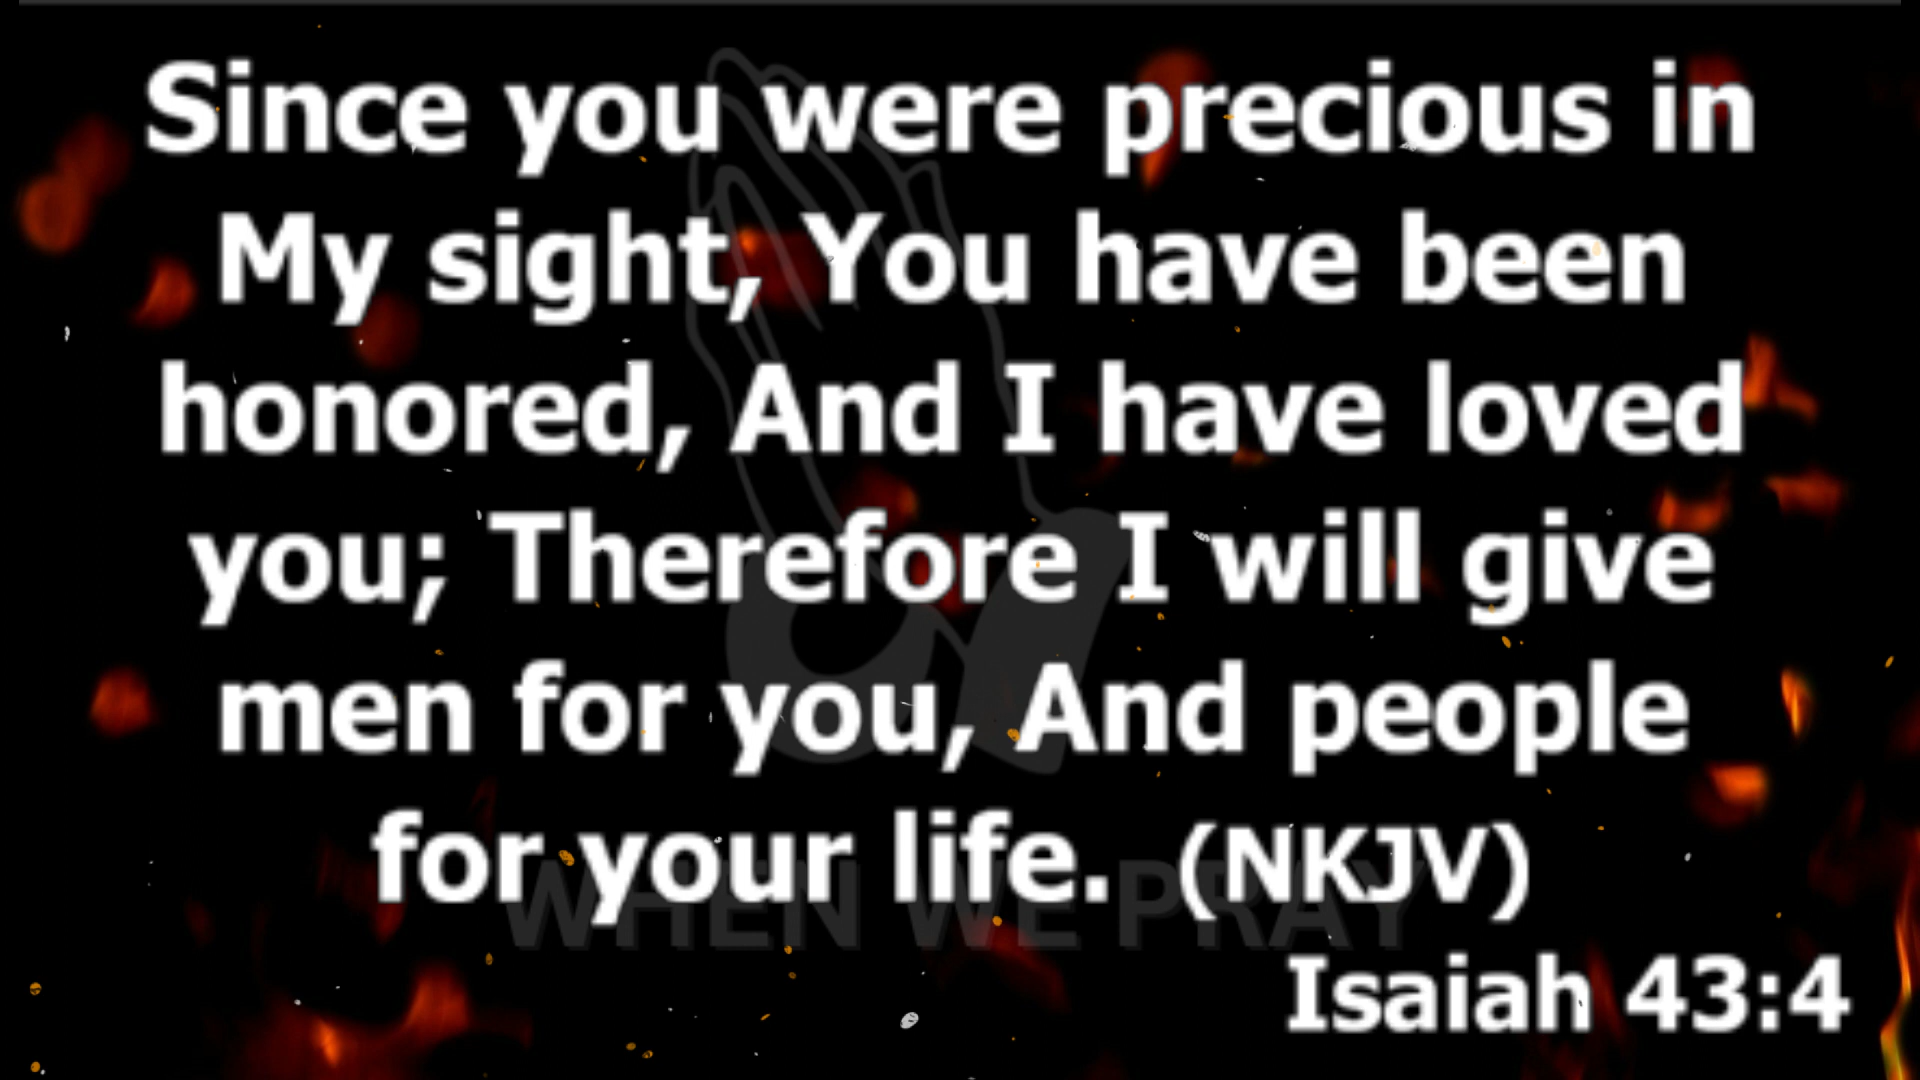 Since you were precious in
My sight, You have been
honored, And I have loved
you; Therefore I will give
men for you, And people
for your life. (NKJV)
WHEN WE PRAY
Isaiah 43:4